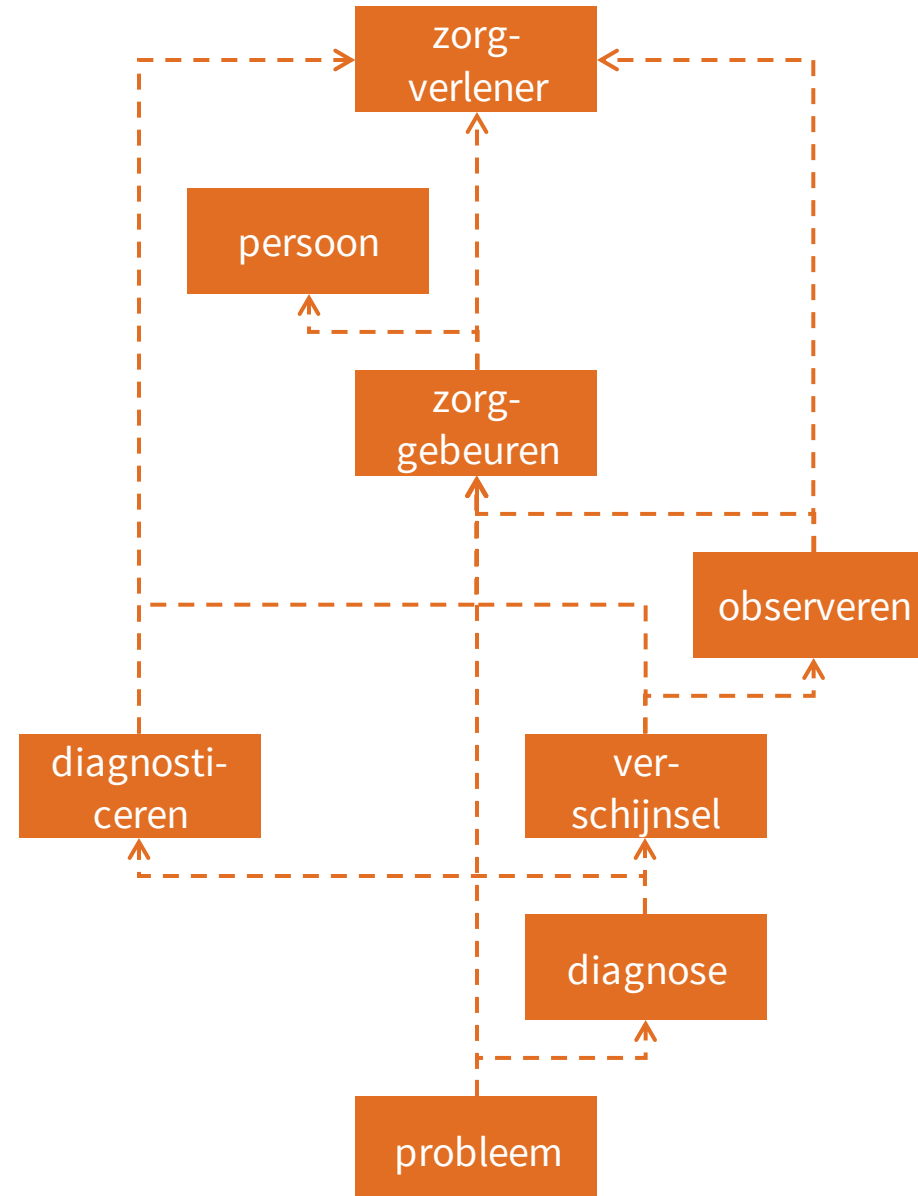 zorg-
verlener
persoon
zorg-
gebeuren
observeren
diagnosti-
ceren
ver-
schijnsel
diagnose
probleem